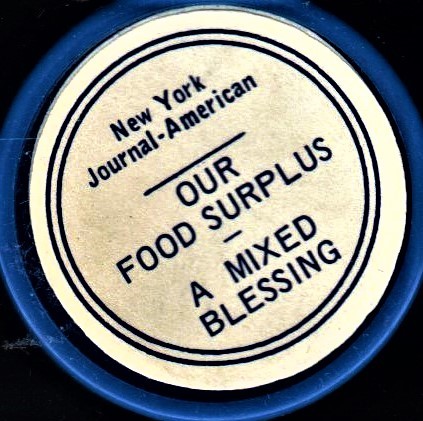 New York
Journal-American
OUR
FOOD SURPLUS
–
A MIXED
BLESSING